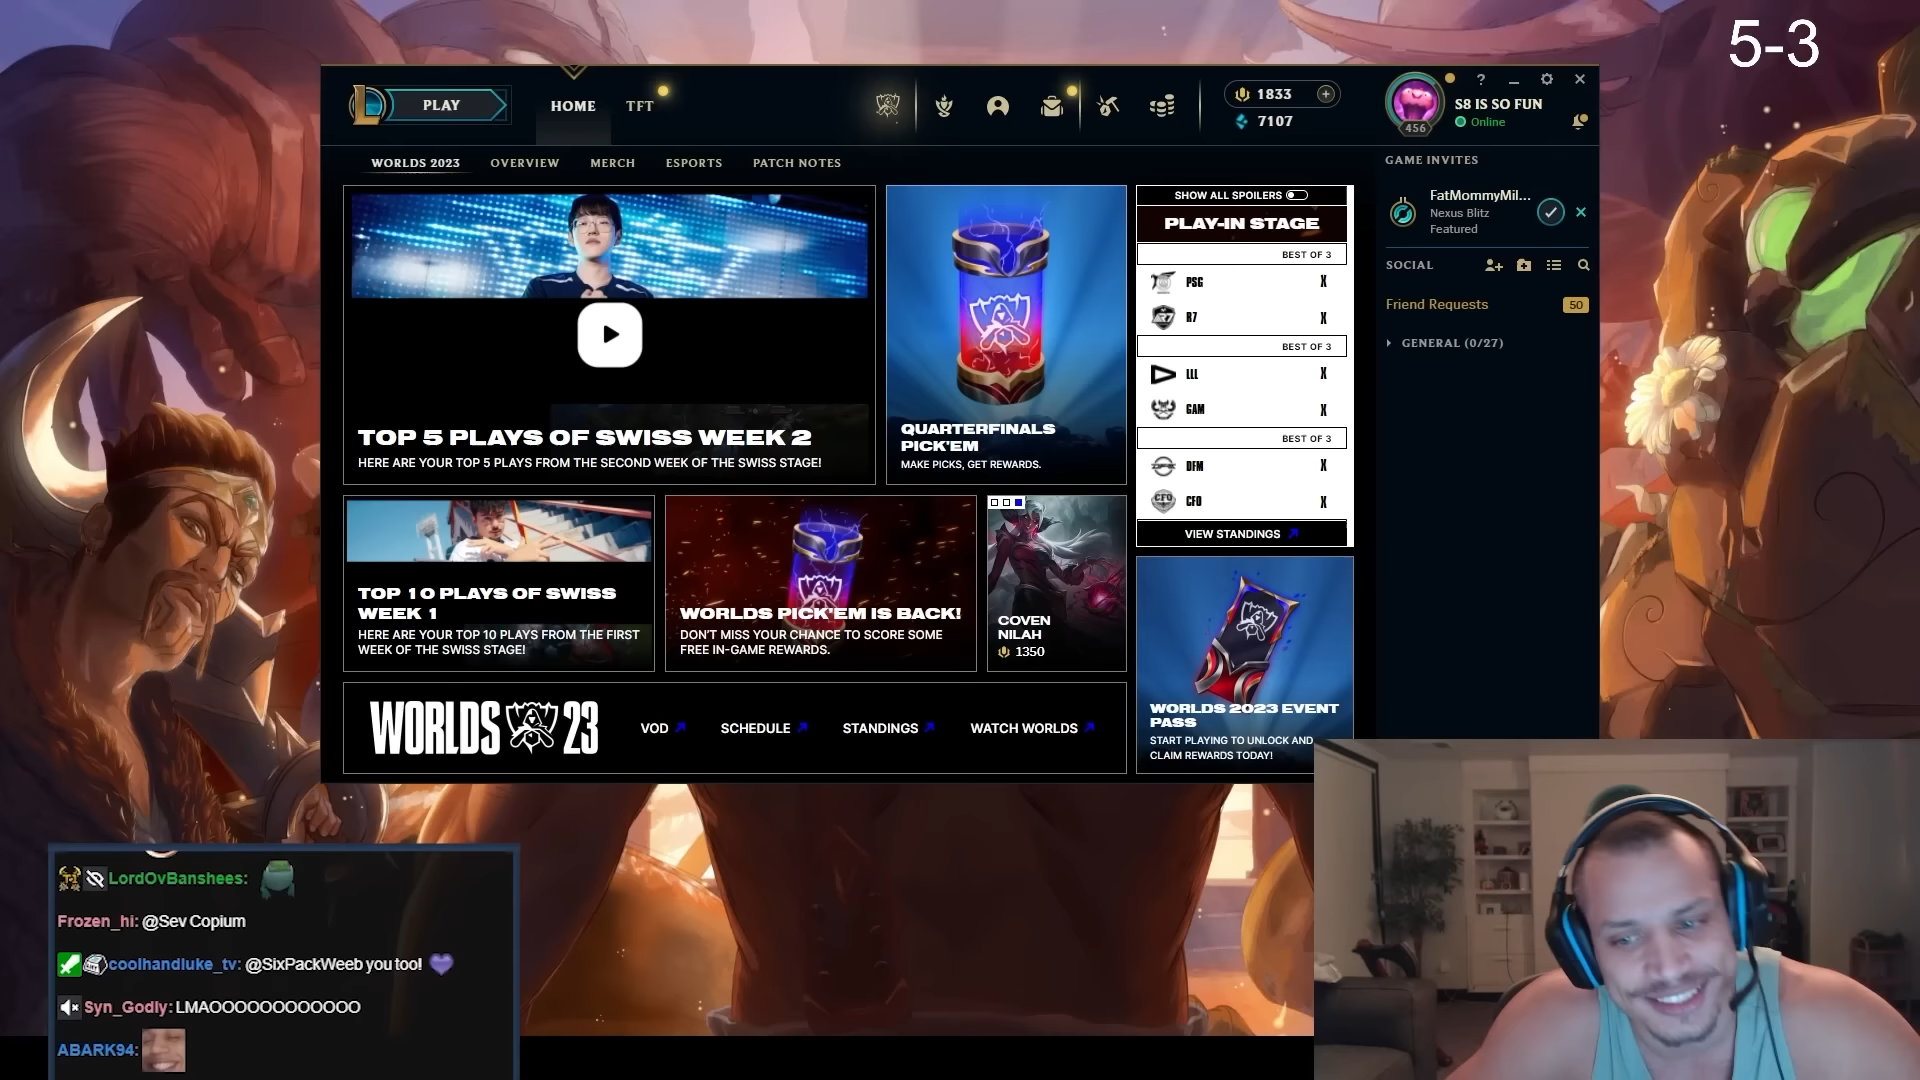 5-3
PLAY
HOME
TFT
1833
7107
456
S8 IS SO FUN
Online
WORLDS 2023
OVERVIEW
MERCH
ESPORTS
PATCH NOTES
TOP 5 PLAYS OF SWISS WEEK 2
HERE ARE YOUR TOP 5 PLAYS FROM THE SECOND WEEK OF THE SWISS STAGE!
QUARTERFINALS
PICK'EM
MAKE PICKS, GET REWARDS.
SHOW ALL SPOILERS
PLAY-IN STAGE
BEST OF 3
PSG X
R7 X
BEST OF 3
LLL X
GAM X
BEST OF 3
DFM X
CFO X
VIEW STANDINGS
GAME INVITES
FatMommyMil...
Nexus Blitz
Featured
SOCIAL
Friend Requests
50
GENERAL (0/27)
TOP 10 PLAYS OF SWISS
WEEK 1
HERE ARE YOUR TOP 10 PLAYS FROM THE FIRST
WEEK OF THE SWISS STAGE!
WORLDS PICK'EM IS BACK!
DON'T MISS YOUR CHANCE TO SCORE SOME
FREE IN-GAME REWARDS.
COVEN
NILAH
1350
WORLDS 2023 EVENT
PASS
START PLAYING TO UNLOCK AND
CLAIM REWARDS TODAY!
WORLDS 23
VOD
SCHEDULE
STANDINGS
WATCH WORLDS
LordOvBanshees:
Frozen_hi: @Sev Copium
coolhandluke_tv: @SixPackWeeb you too!
Syn_Godly: LMAOOOOOOOOOOOO
ABARK94: